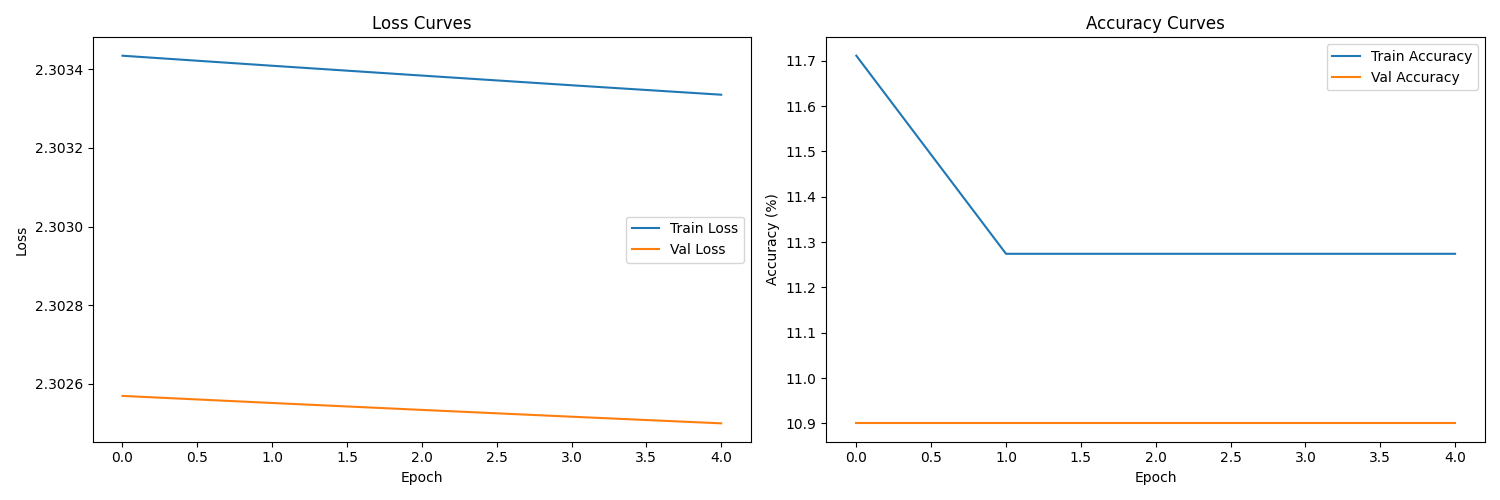 Loss Curves
2.3034
2.3032
2.3030
2.3028
2.3026
Loss
Train Loss
Val Loss
0.0 0.5 1.0 1.5 2.0 2.5 3.0 3.5 4.0
Epoch
Accuracy Curves
11.7
11.6
11.5
11.4
11.3
11.2
11.1
11.0
10.9
Accuracy (%)
Train Accuracy
Val Accuracy
0.0 0.5 1.0 1.5 2.0 2.5 3.0 3.5 4.0
Epoch